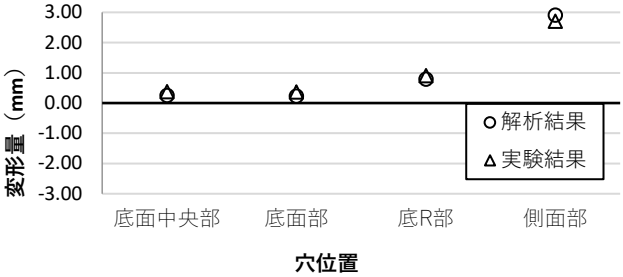 3.00
2.00
1.00
0.00
-1.00
-2.00
-3.00
変形量（mm）
解析結果
実験結果
底面中央部
底面部
底R部
側面部
穴位置